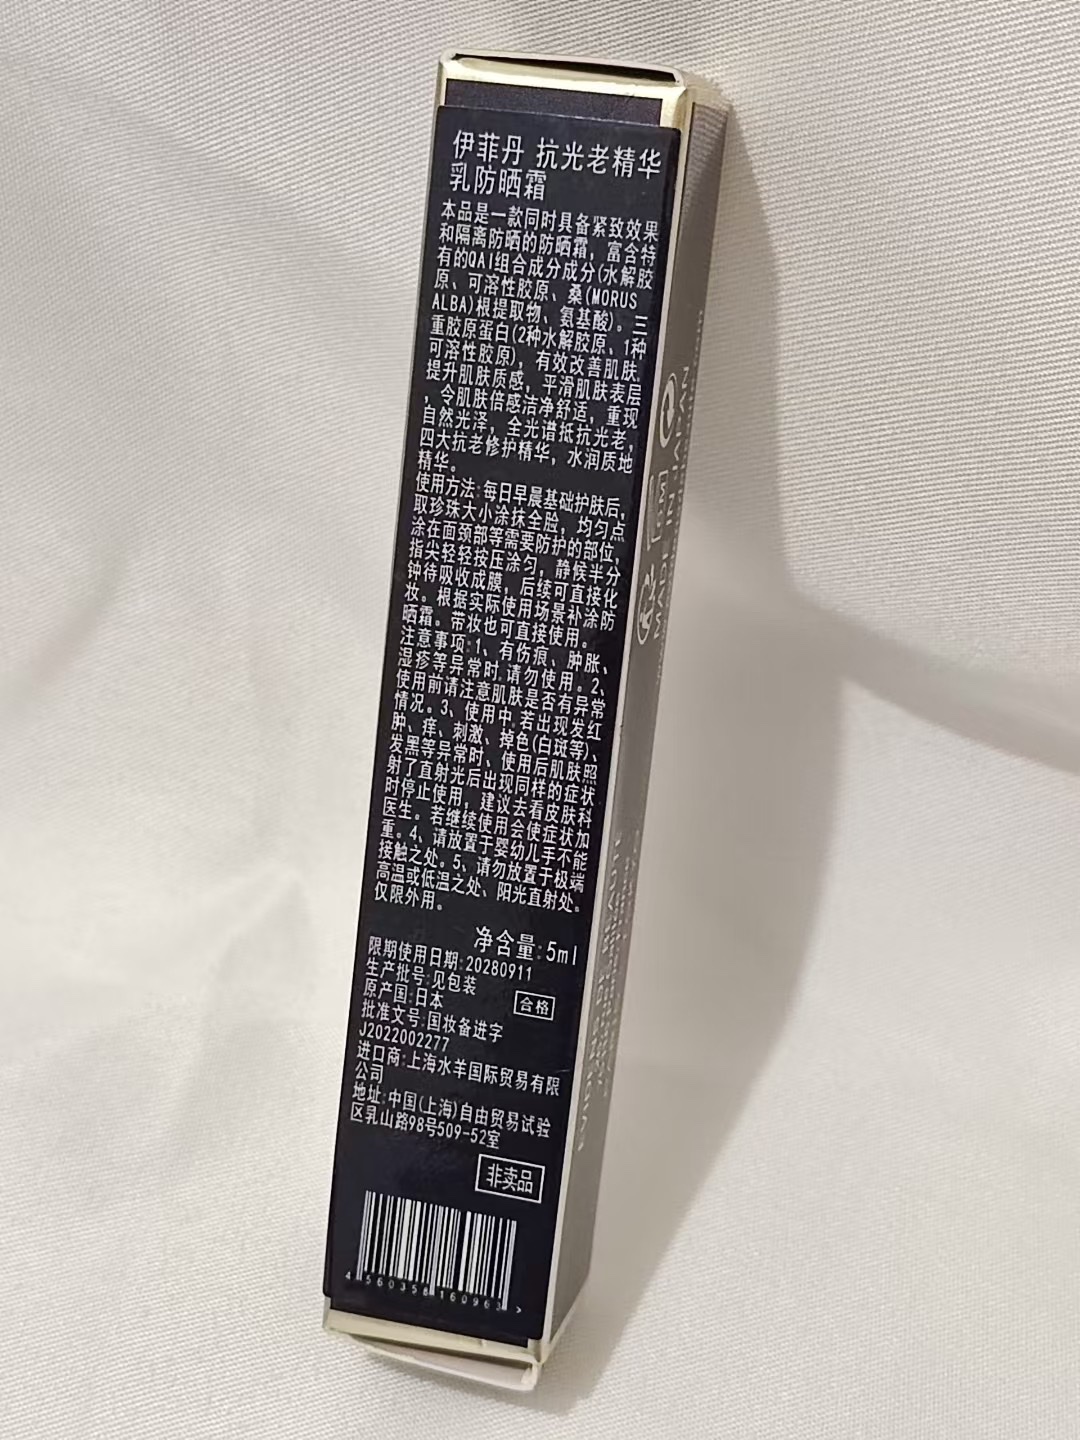 伊菲丹 抗光老精华
乳防晒霜
本品是一款同时具备紧致效果
和隔离防晒的防晒霜，富含特
有的QAI组合成分成分(水解胶
原、可溶性胶原、桑(MORUS
ALBA)根提取物、氨基酸)。三
重胶原蛋白(2种水解胶原、1种
可溶性胶原)，有效改善肌肤，
提升肌肤质感，平滑肌肤表层
，令肌肤倍感洁净舒适，重现
自然光泽，全光谱抵抗光老，
四大抗老修护精华，水润质地
精华。
使用方法:每日早晨基础护肤后，
取珍珠大小涂抹全脸，均匀点
涂在面颈部等需要防护的部位，
指尖轻轻按压涂匀，静候半分
钟待吸收成膜，后续可直接化
妆。根据实际使用场景补涂防
晒霜。带妆也可直接使用。
注意事项:1、有伤痕、肿胀、
湿疹等异常时,请勿使用。2、
使用前请注意肌肤是否有异常
情况。3、使用中,若出现发红
肿、痒、刺激、掉色(白斑等)、
发黑等异常时、使用后肌肤照
射了直射光后出现同样的症状
时停止使用，建议去看皮肤科
医生。若继续使用会使症状加
重。4、请放置于婴幼儿手不能
接触之处。5、请勿放置于极端
高温或低温之处、阳光直射处。
仅限外用。
净含量:5ml
限期使用日期:20280911
生产批号:见包装
合格
原产国:日本
批准文号:国妆备进字
J2022002277
进口商:上海水羊国际贸易有限
公司
地址:中国(上海)自由贸易试验
区乳山路98号509-52室
非卖品
4 560358 160963 >
MADE IN JAPAN